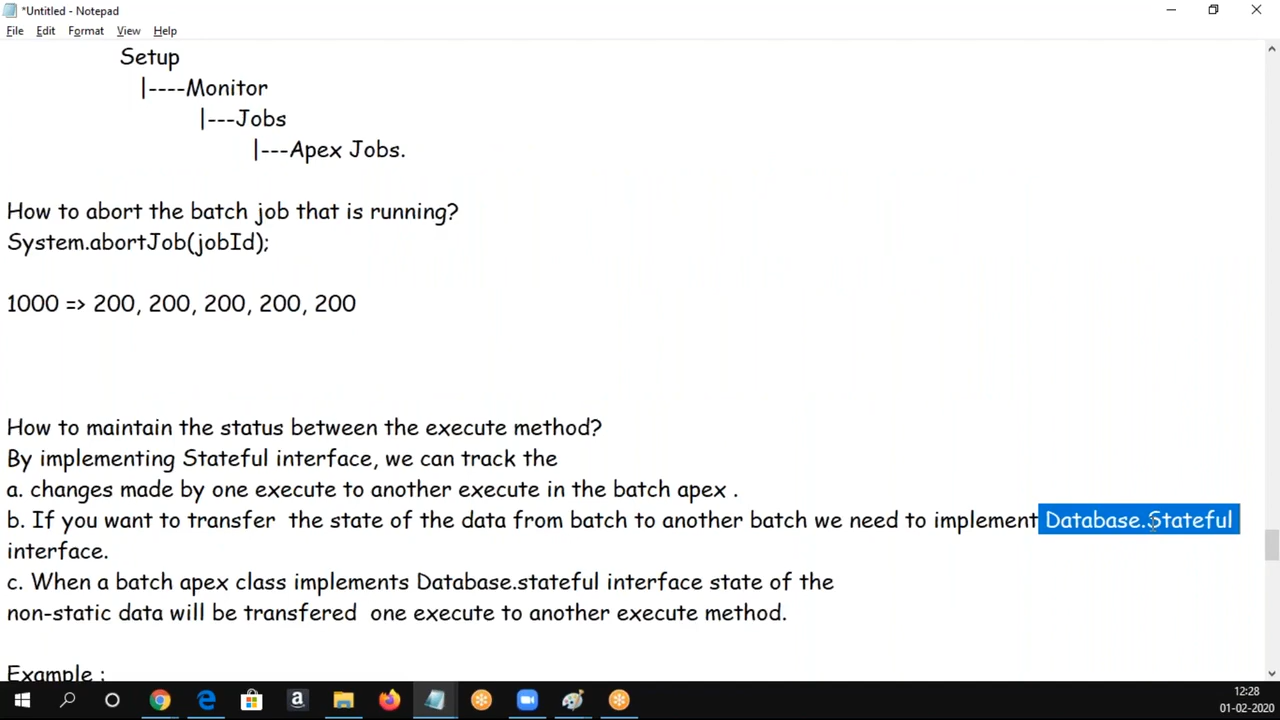 *Untitled - Notepad
File Edit Format View Help
Setup
|----Monitor
|---Jobs
|---Apex Jobs.
How to abort the batch job that is running?
System.abortJob(jobId);
1000 => 200, 200, 200, 200, 200
How to maintain the status between the execute method?
By implementing Stateful interface, we can track the
a. changes made by one execute to another execute in the batch apex .
b. If you want to transfer  the state of the data from batch to another batch we need to implement Database.Stateful
interface.
c. When a batch apex class implements Database.stateful interface state of the
non-static data will be transfered  one execute to another execute method.
Example :
12:28
01-02-2020